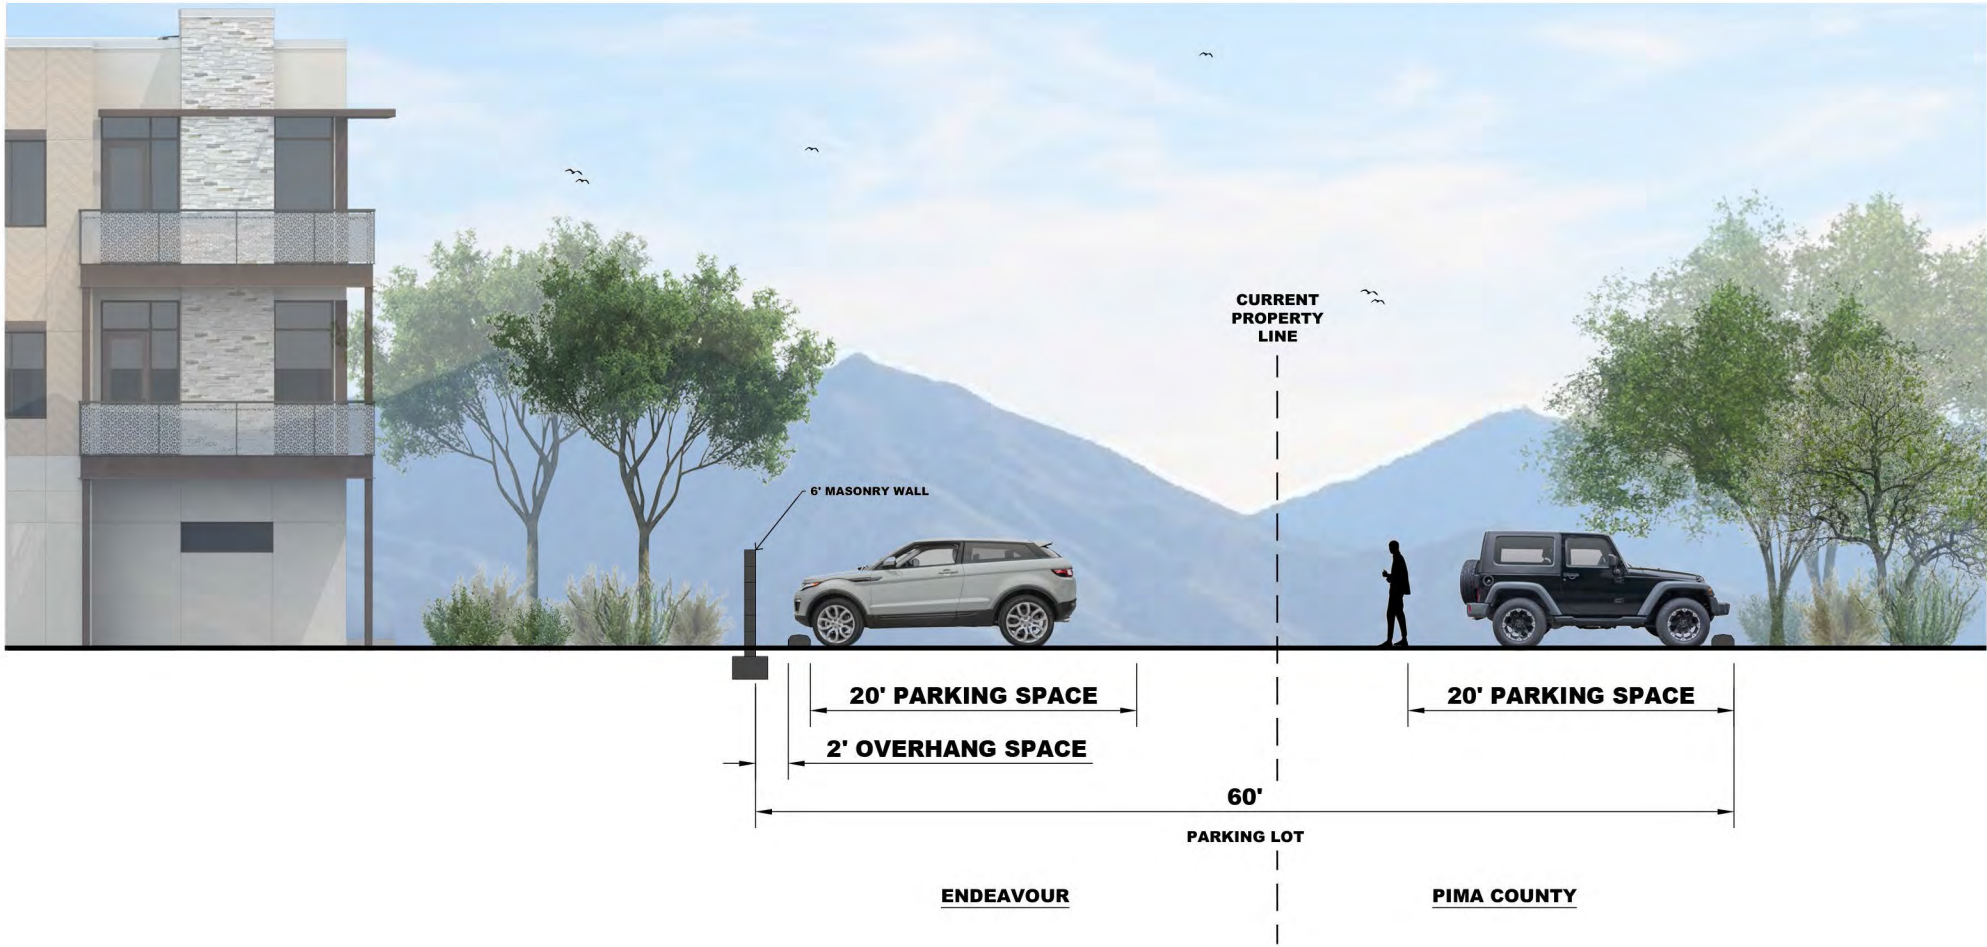 CURRENT
PROPERTY
LINE
6' MASONRY WALL
20' PARKING SPACE
20' PARKING SPACE
2' OVERHANG SPACE
60'
PARKING LOT
ENDEAVOUR
PIMA COUNTY